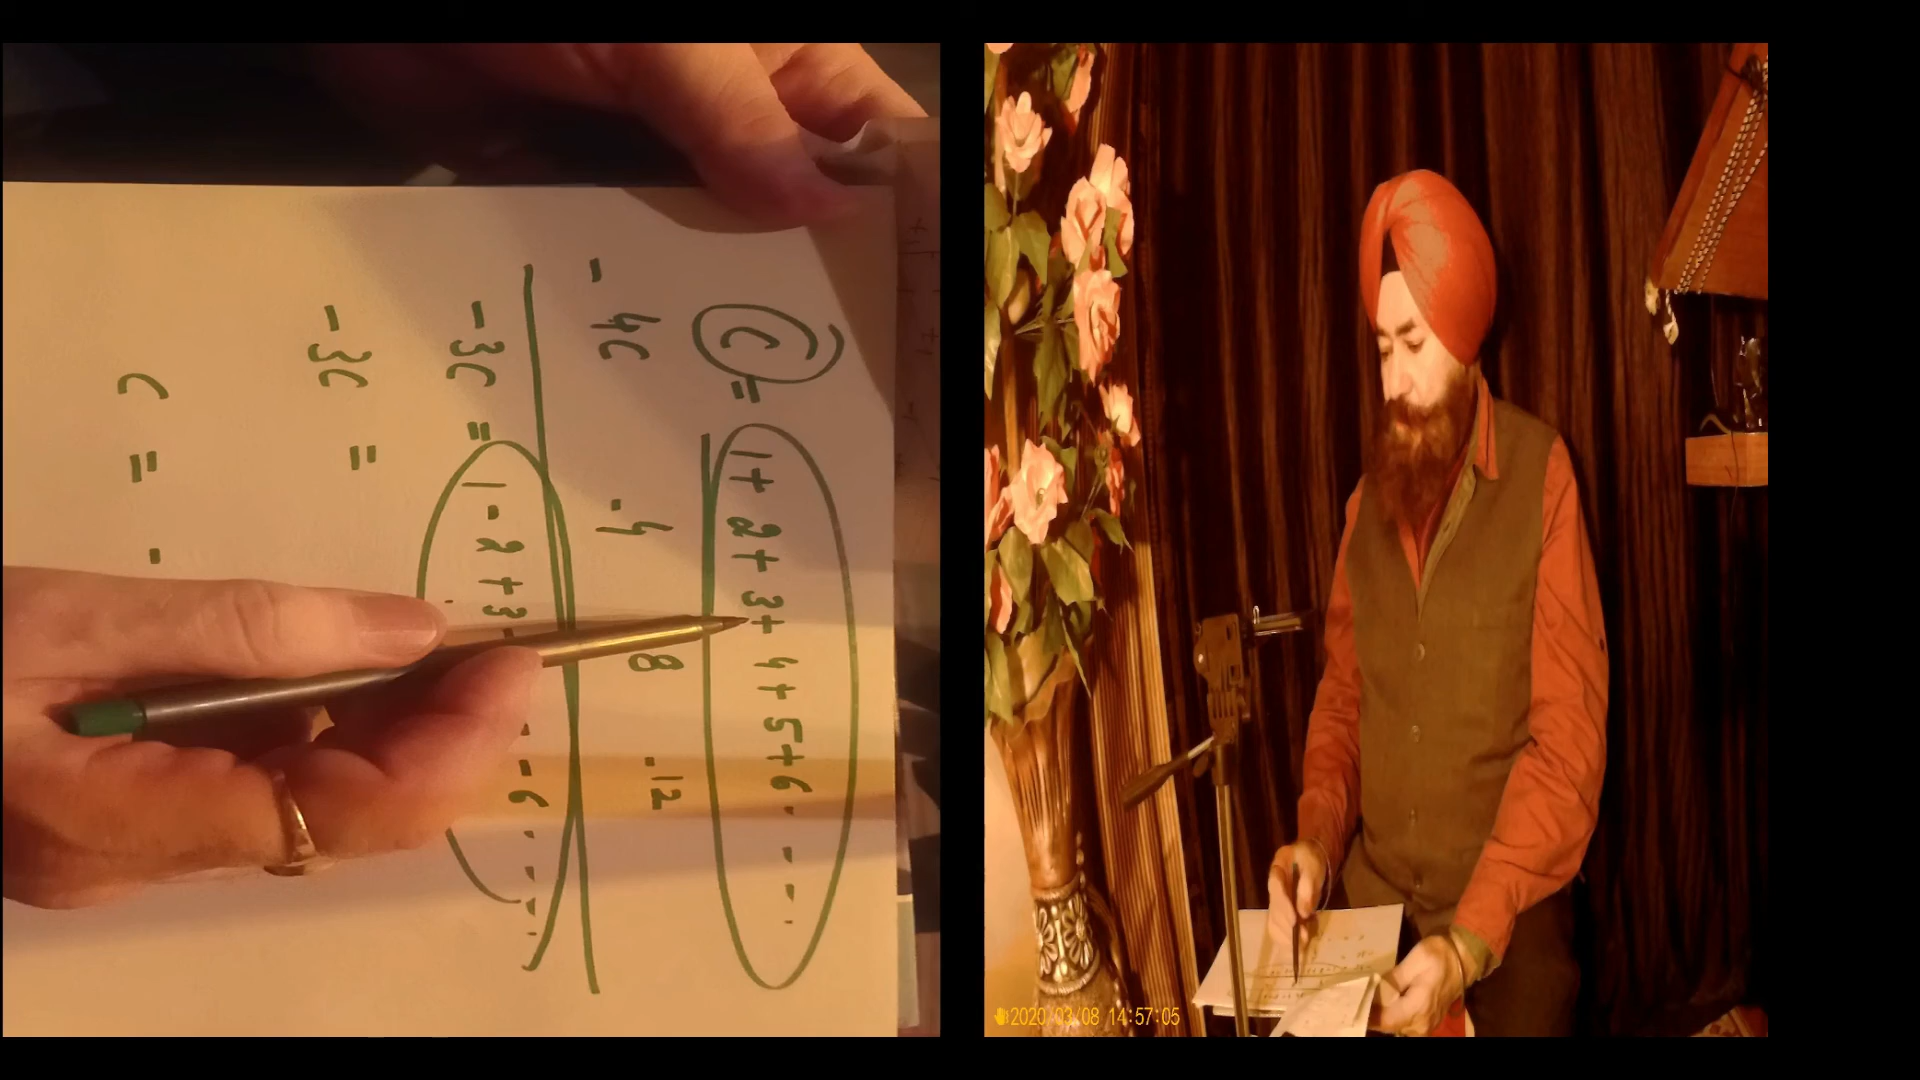 C = 1 + 2 + 3 + 4 + 5 + 6 - - - -
- 4C -4 8 -12
-3C = 1 - 2 + 3 - - 6 - - - -
-3C =
C = -
2020/03/08 14:57:05